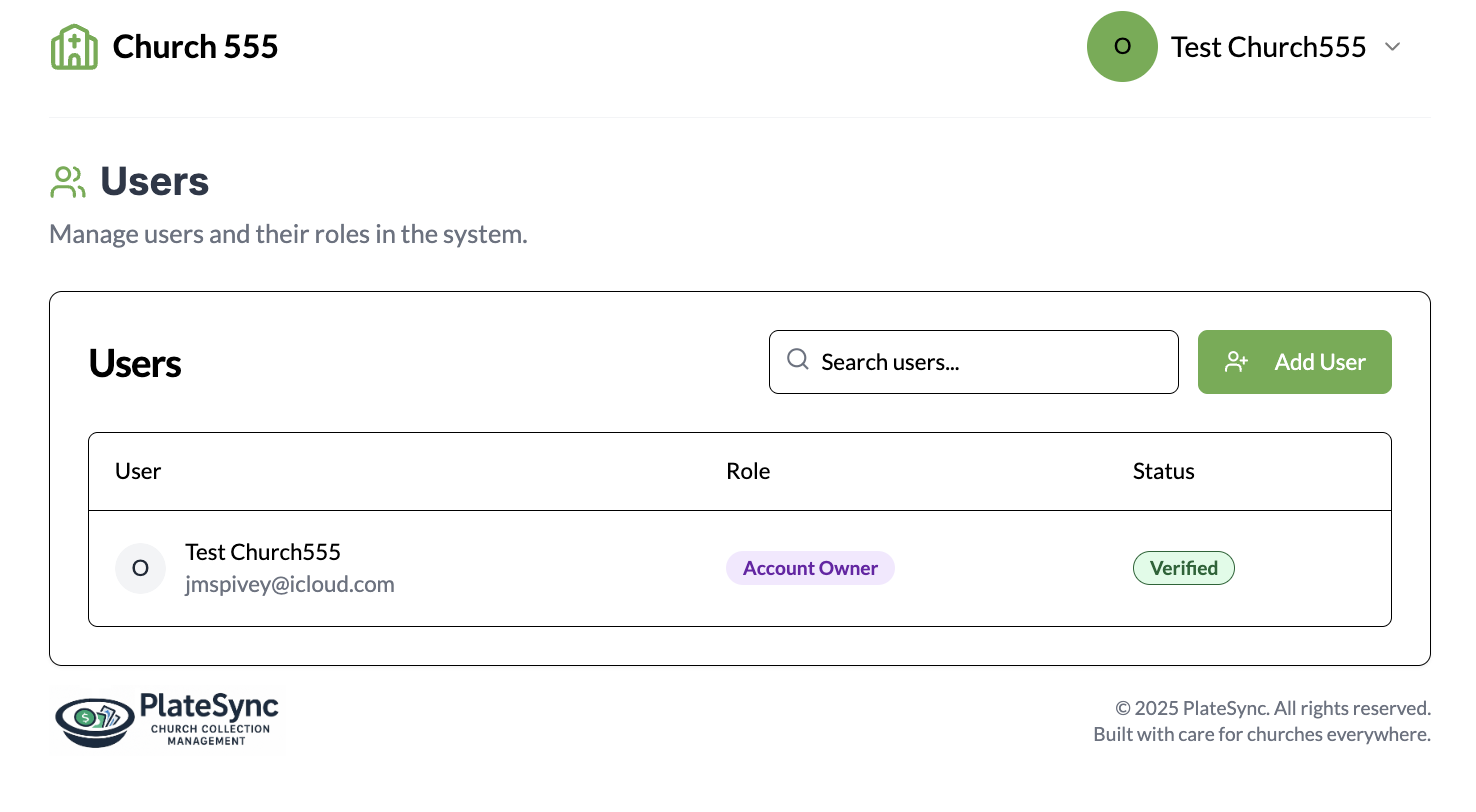 Church 555
O
Test Church555
Users
Manage users and their roles in the system.
Users
Search users...
Add User
User
Role
Status
O
Test Church555
jmspivey@icloud.com
Account Owner
Verified
PlateSync
CHURCH COLLECTION
MANAGEMENT
© 2025 PlateSync. All rights reserved.
Built with care for churches everywhere.